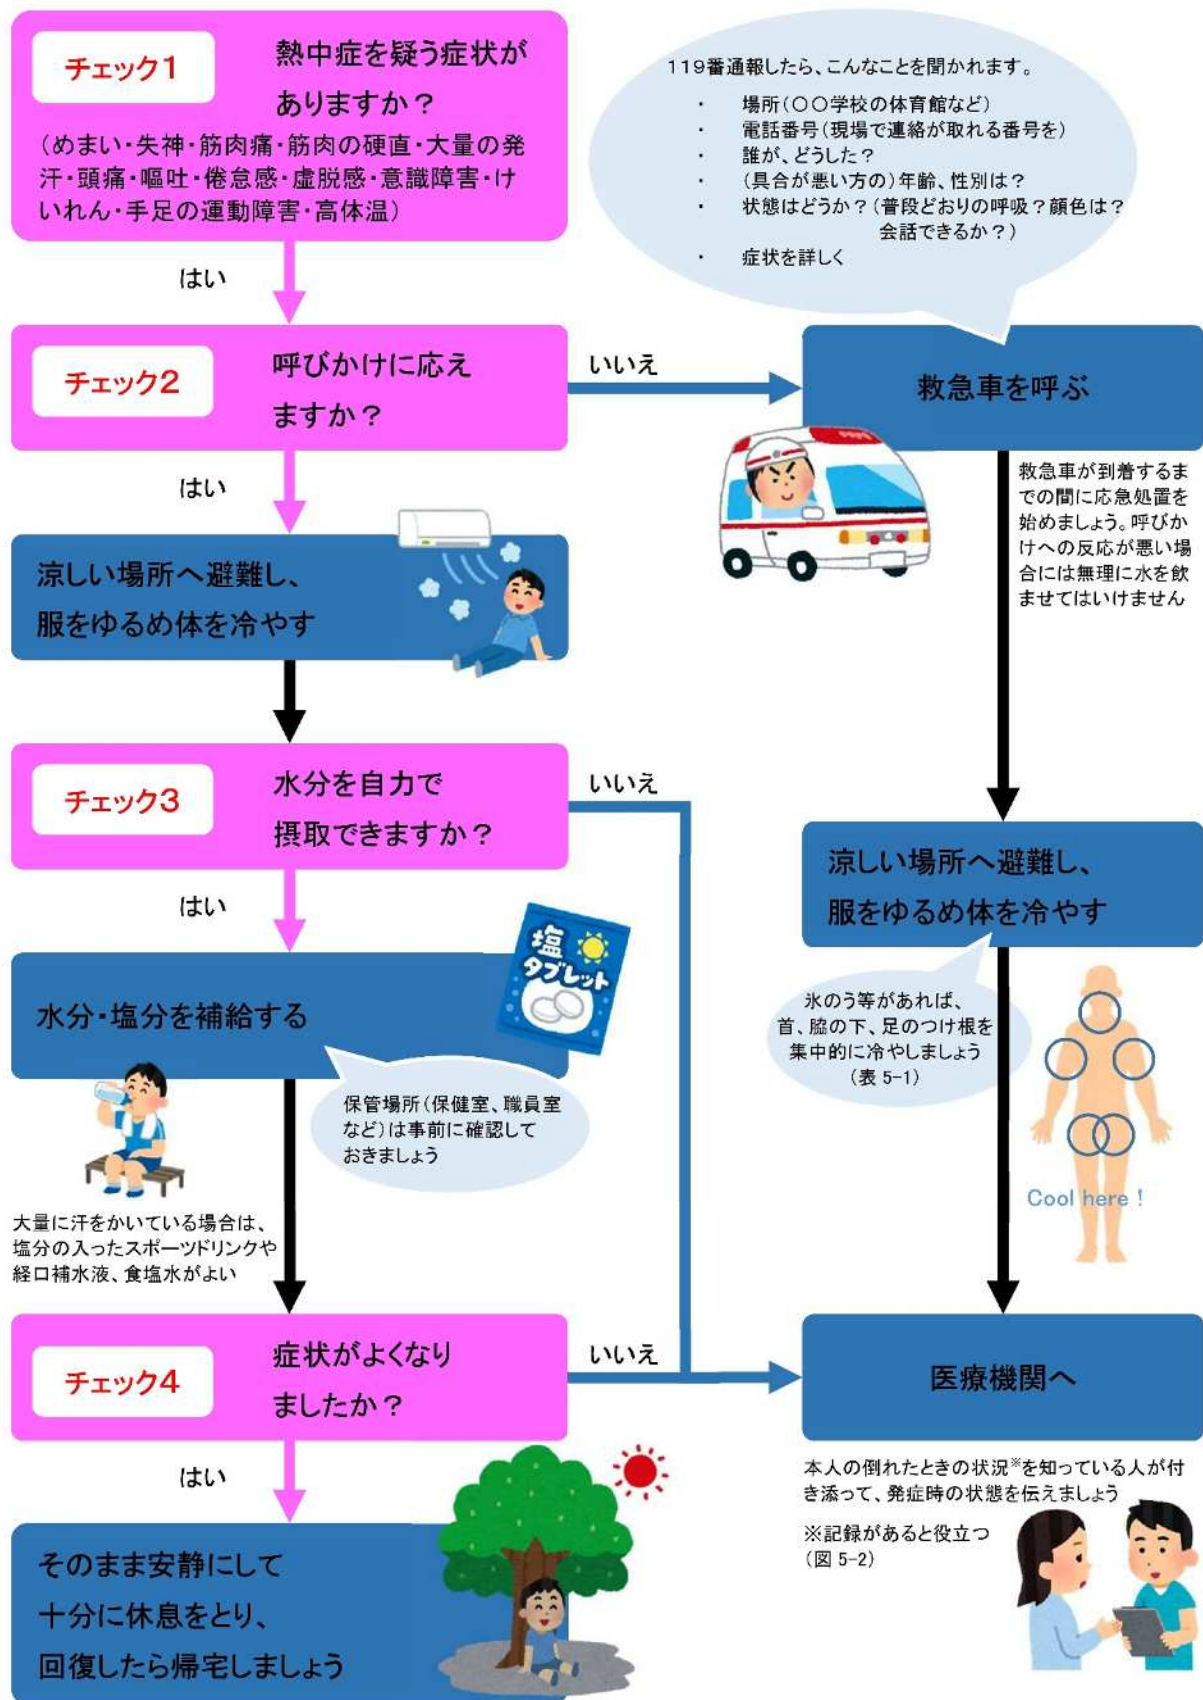 チェック1
熱中症を疑う症状が
ありますか？
（めまい・失神・筋肉痛・筋肉の硬直・大量の発
汗・頭痛・嘔吐・倦怠感・虚脱感・意識障害・け
いれん・手足の運動障害・高体温）
119番通報したら、こんなことを聞かれます。
・ 場所（〇〇学校の体育館など）
・ 電話番号（現場で連絡が取れる番号を）
・ 誰が、どうした？
・ （具合が悪い方の）年齢、性別は？
・ 状態はどうか？（普段どおりの呼吸？顔色は？
会話できるか？）
・ 症状を詳しく
はい
チェック2
呼びかけに応え
ますか？
いいえ
救急車を呼ぶ
救急車が到着するま
での間に応急処置を
始めましょう。呼びか
けへの反応が悪い場
合には無理に水を飲
ませてはいけません
はい
涼しい場所へ避難し、
服をゆるめ体を冷やす
チェック3
水分を自力で
摂取できますか？
いいえ
涼しい場所へ避難し、
服をゆるめ体を冷やす
氷のう等があれば、
首、脇の下、足のつけ根を
集中的に冷やしましょう
（表 5-1）
Cool here！
はい
塩
タブレット
水分・塩分を補給する
保管場所（保健室、職員室
など）は事前に確認して
おきましょう
大量に汗をかいている場合は、
塩分の入ったスポーツドリンクや
経口補水液、食塩水がよい
チェック4
症状がよくなり
ましたか？
いいえ
医療機関へ
本人の倒れたときの状況※を知っている人が付
き添って、発症時の状態を伝えましょう
※記録があると役立つ
（図 5-2）
はい
そのまま安静にして
十分に休息をとり、
回復したら帰宅しましょう